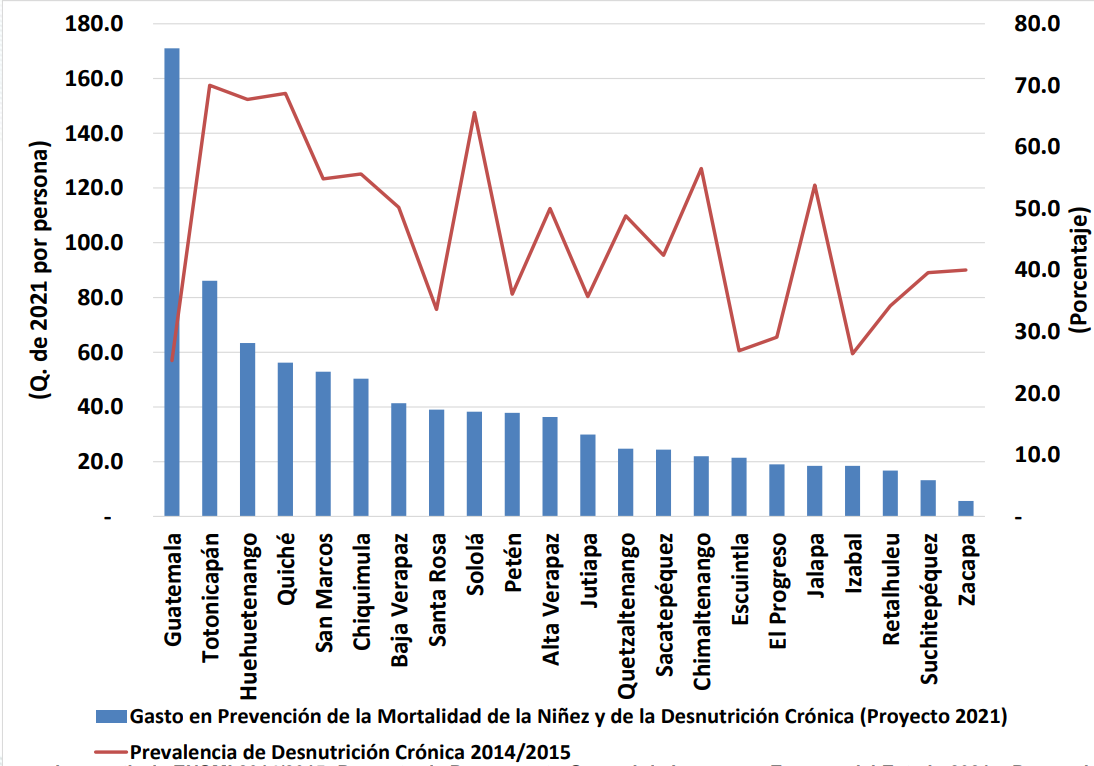 180.0
160.0
140.0
120.0
100.0
80.0
60.0
40.0
20.0
-
(Q. de 2021 por persona)
80.0
70.0
60.0
50.0
40.0
30.0
20.0
10.0
-
(Porcentaje)
Guatemala
Totonicapán
Huehuetenango
Quiché
San Marcos
Chiquimula
Baja Verapaz
Santa Rosa
Sololá
Petén
Alta Verapaz
Jutiapa
Quetzaltenango
Sacatepéquez
Chimaltenango
Escuintla
El Progreso
Jalapa
Izabal
Retalhuleu
Suchitepéquez
Zacapa
Gasto en Prevención de la Mortalidad de la Niñez y de la Desnutrición Crónica (Proyecto 2021)
Prevalencia de Desnutrición Crónica 2014/2015